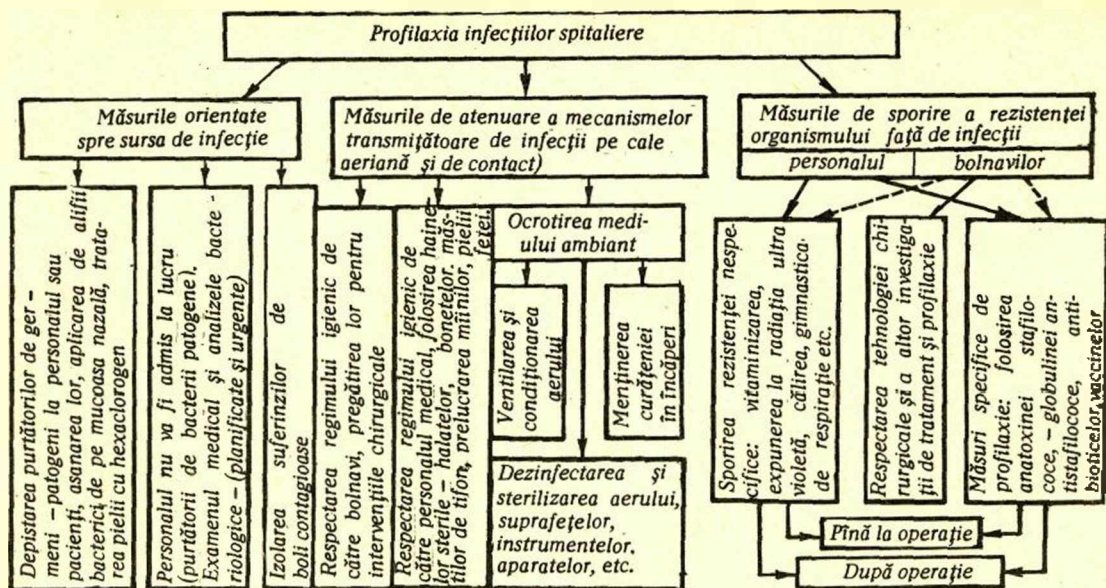 Profilaxia infecţiilor spitaliere
Măsurile orientate
spre sursa de infecţie
Măsurile de atenuare a mecanismelor
transmiţătoare de infecţii pe cale
aeriană şi de contact)
Măsurile de sporire a rezistenţei
organismului faţă de infecţii
personalul
bolnavilor
Depistarea purtătorilor de ger-
meni – patogeni la personalul sau
pacienţi, asanarea lor, aplicarea de alifii
bacterici, de pe mucoasa nazală, trata-
rea pielii cu hexaclorogen
Personalul nu va fi admis la lucru
(purtătorii de bacterii patogene).
Examenul medical şi analizele bacte-
riologice – (planificate şi urgente)
Izolarea suferinzilor de
boli contagioase
Respectarea regimului igienic de
către bolnavi, pregătirea lor pentru
intervenţiile chirurgicale
Respectarea regimului igienic de
către personalul medical, folosirea haine-
lor sterile – halatelor, bonetelor, măs-
tilor de tifon, prelucrarea mîinilor, pielii
feţei.
Ocrotirea medi-
ului ambiant
Ventilarea şi
condiţionarea
aerului
Menţinerea
curăţeniei
în încăperi
Dezinfectarea şi
sterilizarea aerului,
suprafeţelor,
instrumentelor,
aparatelor, etc.
Sporirea rezistenţei nespe-
cifice: vitaminizarea,
expunerea la radiaţia ultra
violetă, călirea, gimnastica.
de respiraţie etc.
Respectarea tehnologiei chi-
rurgicale şi a altor investiga-
ţii de tratament şi profilaxie
Măsuri specifice de
profilaxie: folosirea
anatoxinei stafilo-
coce, – globulinei an-
tistafilococe, anti-
bioticelor, vaccinelor
Pînă la operaţie
După operaţie